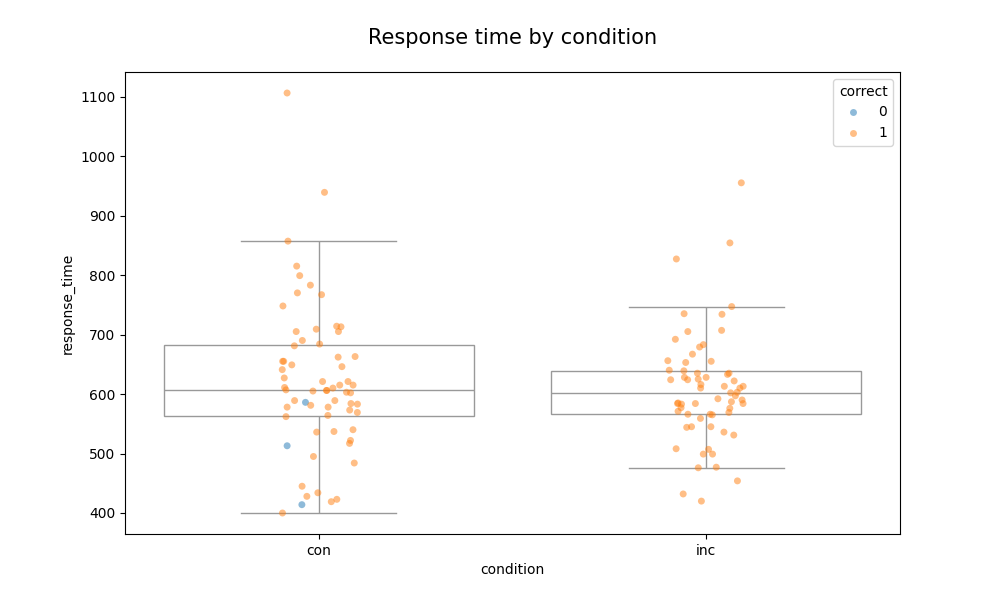 Response time by condition
correct
0
1
1100
1000
900
800
700
600
500
400
response_time
con
inc
condition